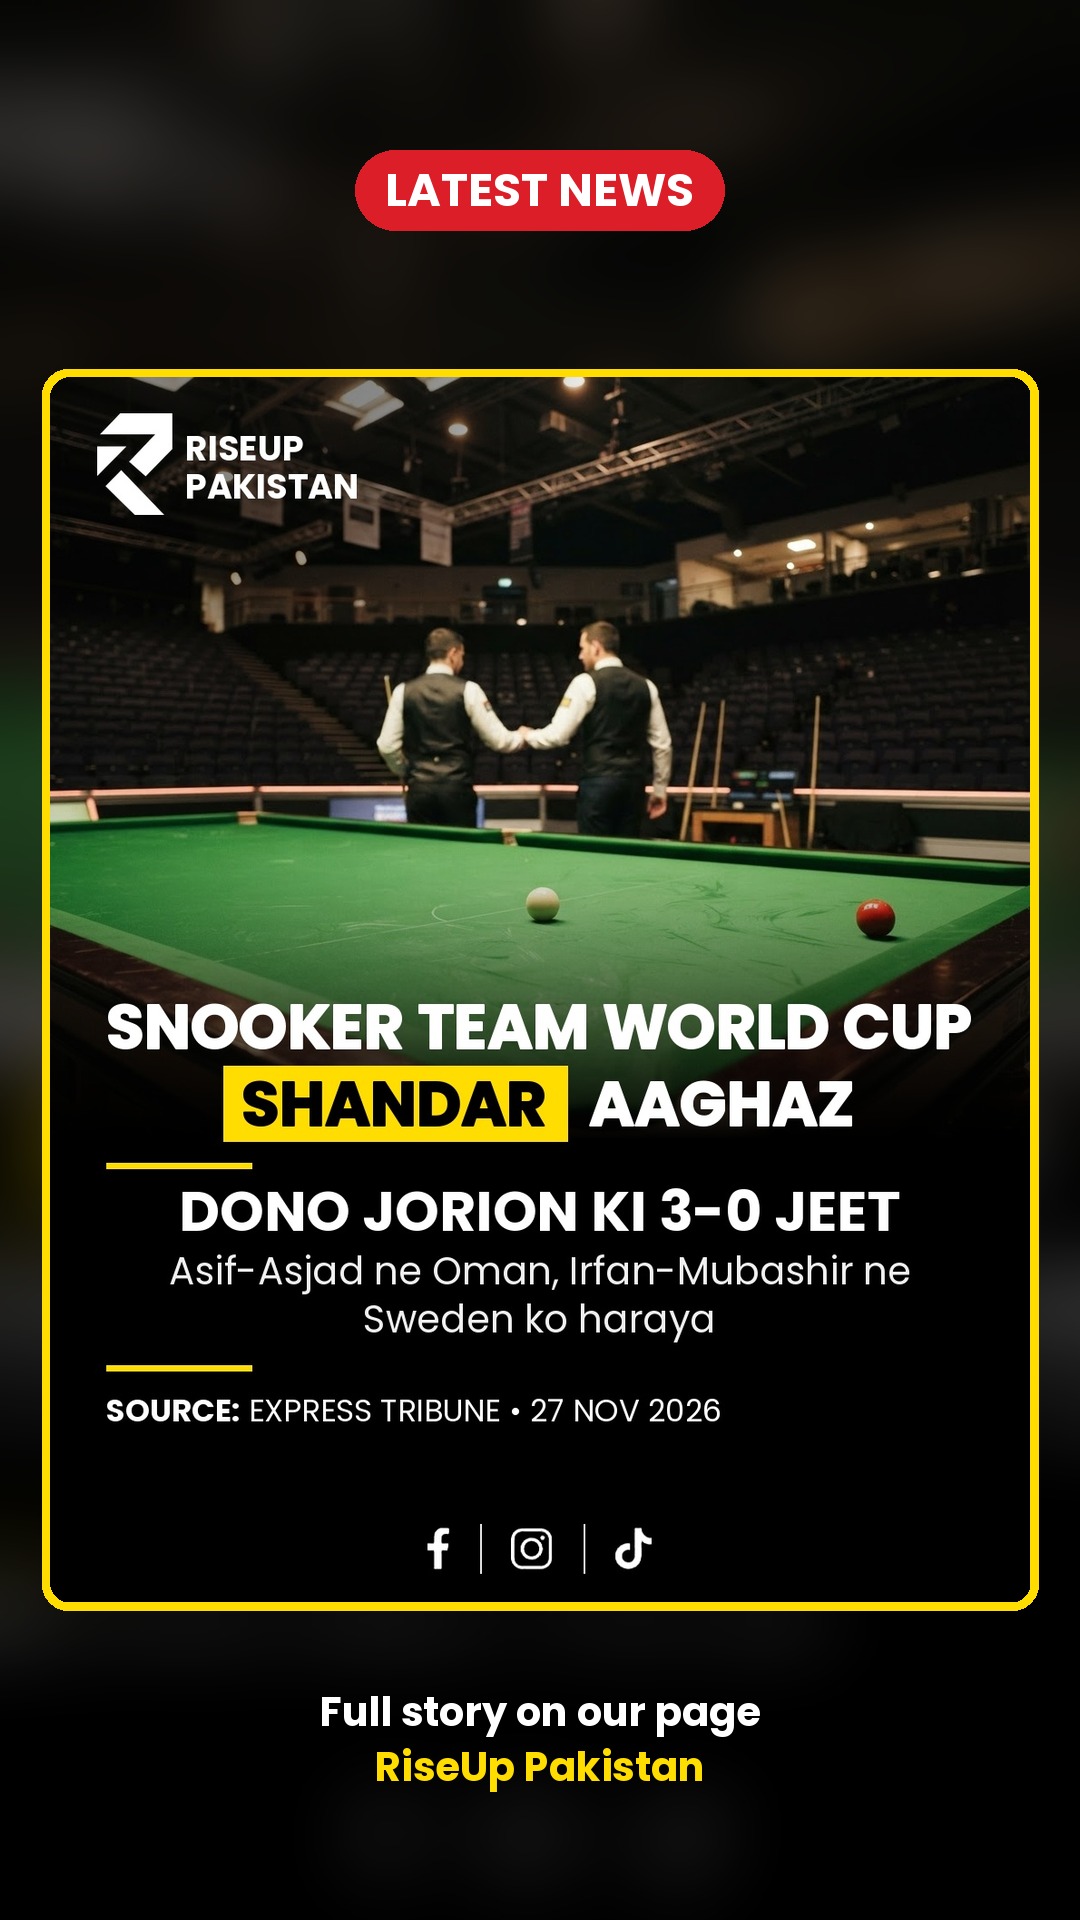 LATEST NEWS
RISEUP
PAKISTAN
SNOOKER TEAM WORLD CUP
SHANDAR AAGHAZ
DONO JORION KI 3-0 JEET
Asif-Asjad ne Oman, Irfan-Mubashir ne
Sweden ko haraya
SOURCE: EXPRESS TRIBUNE • 27 NOV 2026
Full story on our page
RiseUp Pakistan